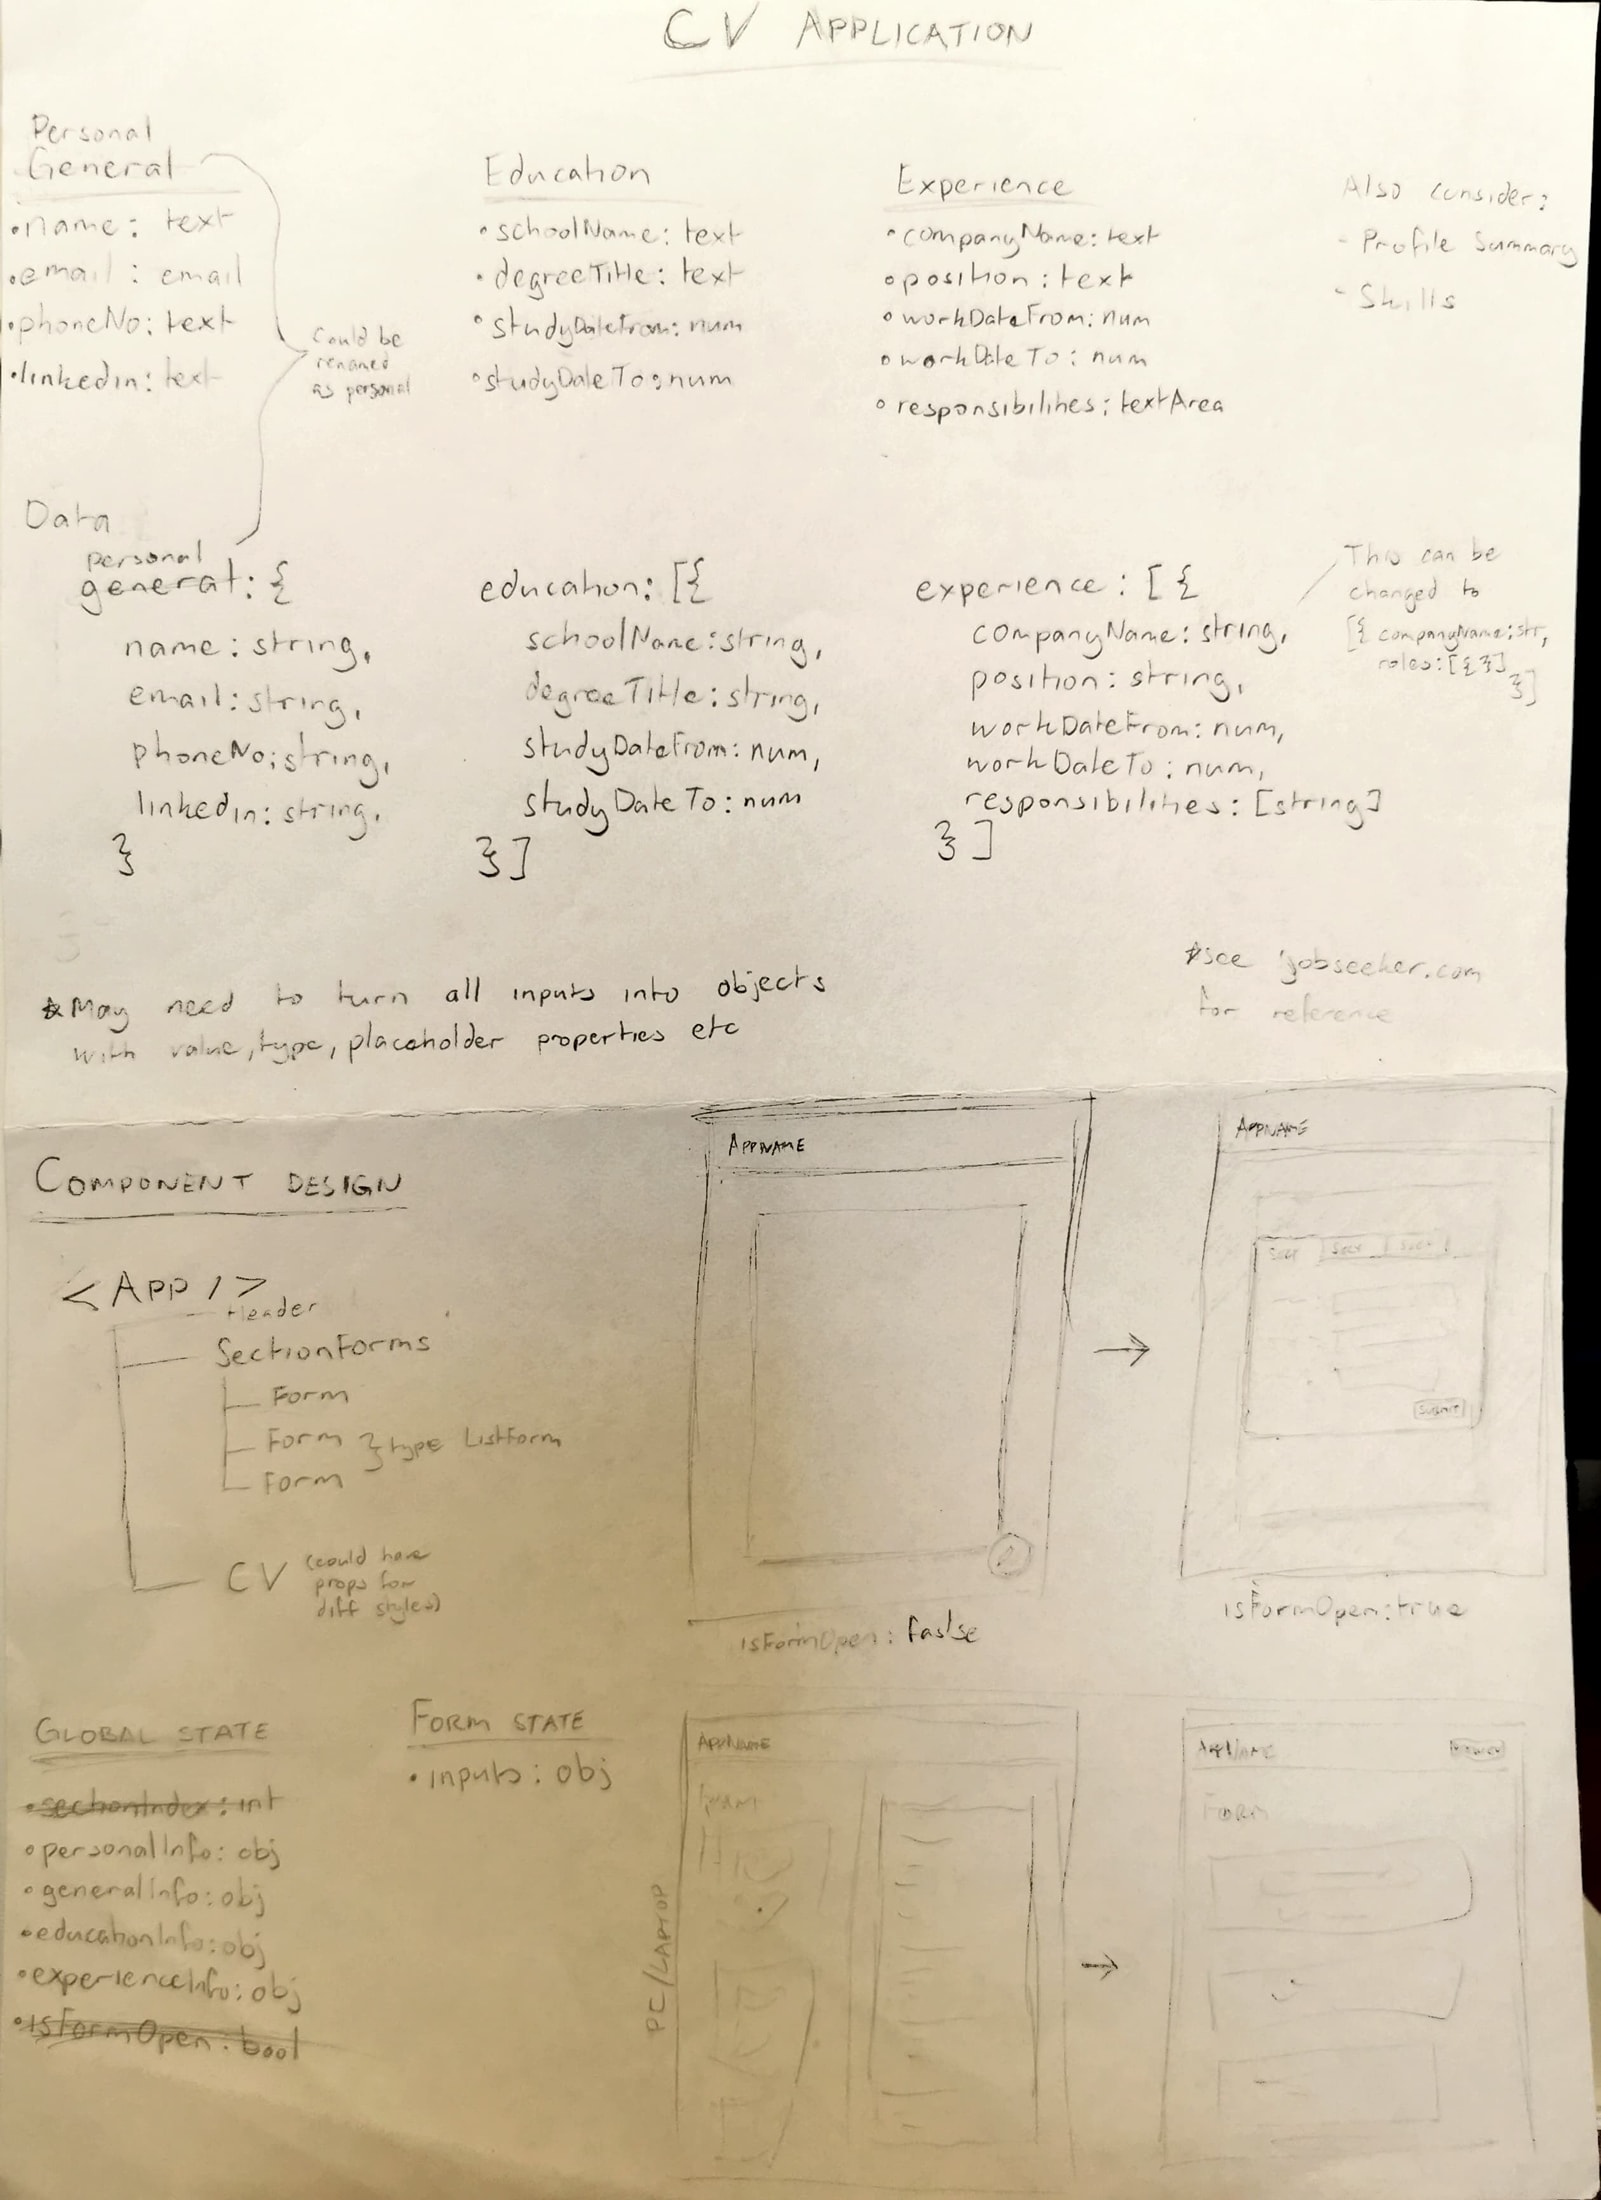 CV APPLICATION
Personal
General
• name: text
• email: email
• phoneNo: text
• linkedin: text
Could be
renamed
as personal
Education
• schoolName: text
• degreeTitle: text
• studyDateFrom: num
• studyDateTo: num
Experience
• companyName: text
• position: text
• workDateFrom: num
• workDateTo: num
• responsibilities: textArea
Also consider:
- Profile Summary
- Skills
Data
personal
general: {
name: string,
email: string,
phoneNo: string,
linkedin: string,
}
education: [{
schoolName: string,
degreeTitle: string,
studyDateFrom: num,
studyDateTo: num
}]
experience: [{
companyName: string,
position: string,
workDateFrom: num,
workDateTo: num,
responsibilities: [string]
}]
This can be
changed to
[{ companyName: str,
roles: [{}]
}]
* May need to turn all inputs into objects
with value, type, placeholder properties etc
* see jobseeker.com
for reference
COMPONENT DESIGN
<APP />
Header
SectionForms
Form
Form } type ListForm
Form
CV (could have
props for
diff styles)
APPNAME
isFormOpen: faslse
APPNAME
Sect Sect Sect
Submit
isFormOpen: true
GLOBAL STATE
• sectionIndex: int
• personalInfo: obj
• generalInfo: obj
• educationInfo: obj
• experienceInfo: obj
• isFormOpen: bool
FORM STATE
• inputs: obj
PC/LAPTOP
APPNAME
Form
APPNAME
FORM